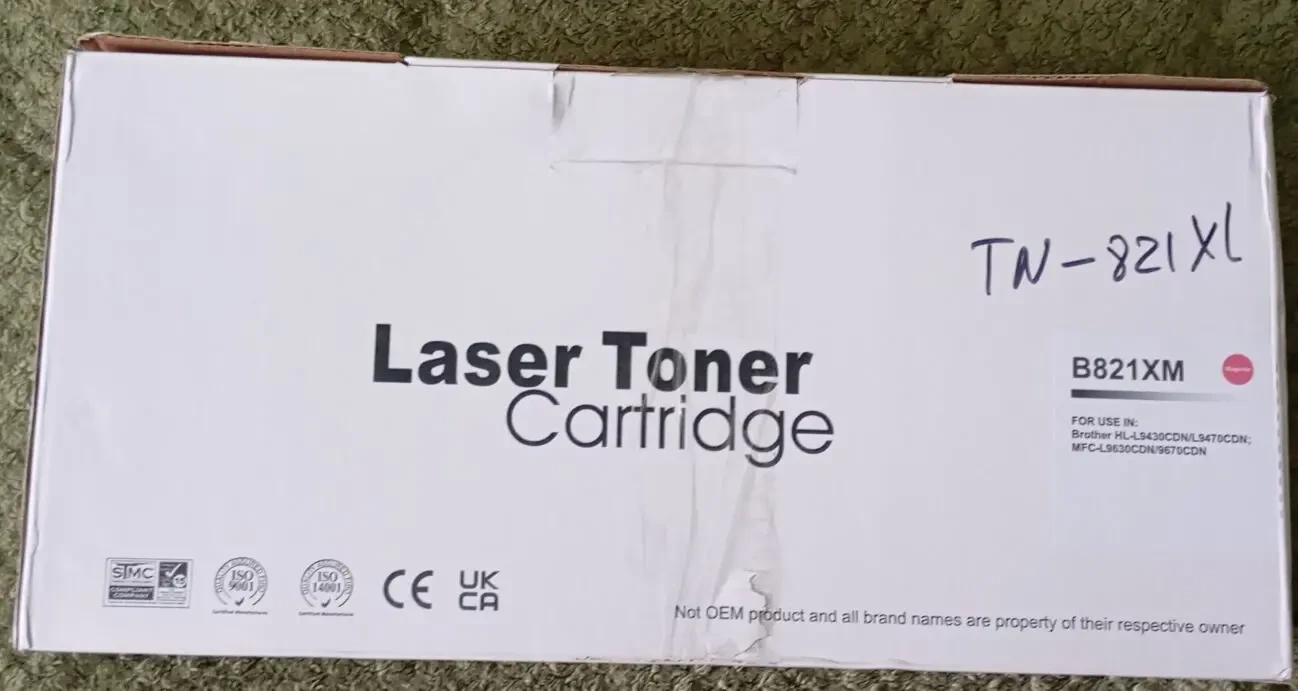 TN-821XL
Laser Toner
Cartridge
B821XM
Magenta
FOR USE IN:
Brother HL-L9430CDN/L9470CDN;
MFC-L9630CDN/9670CDN
STMC
COMPLIANT
COMPANY
ISO
9001
ISO
14001
CE
UK
CA
Not OEM product and all brand names are property of their respective owner